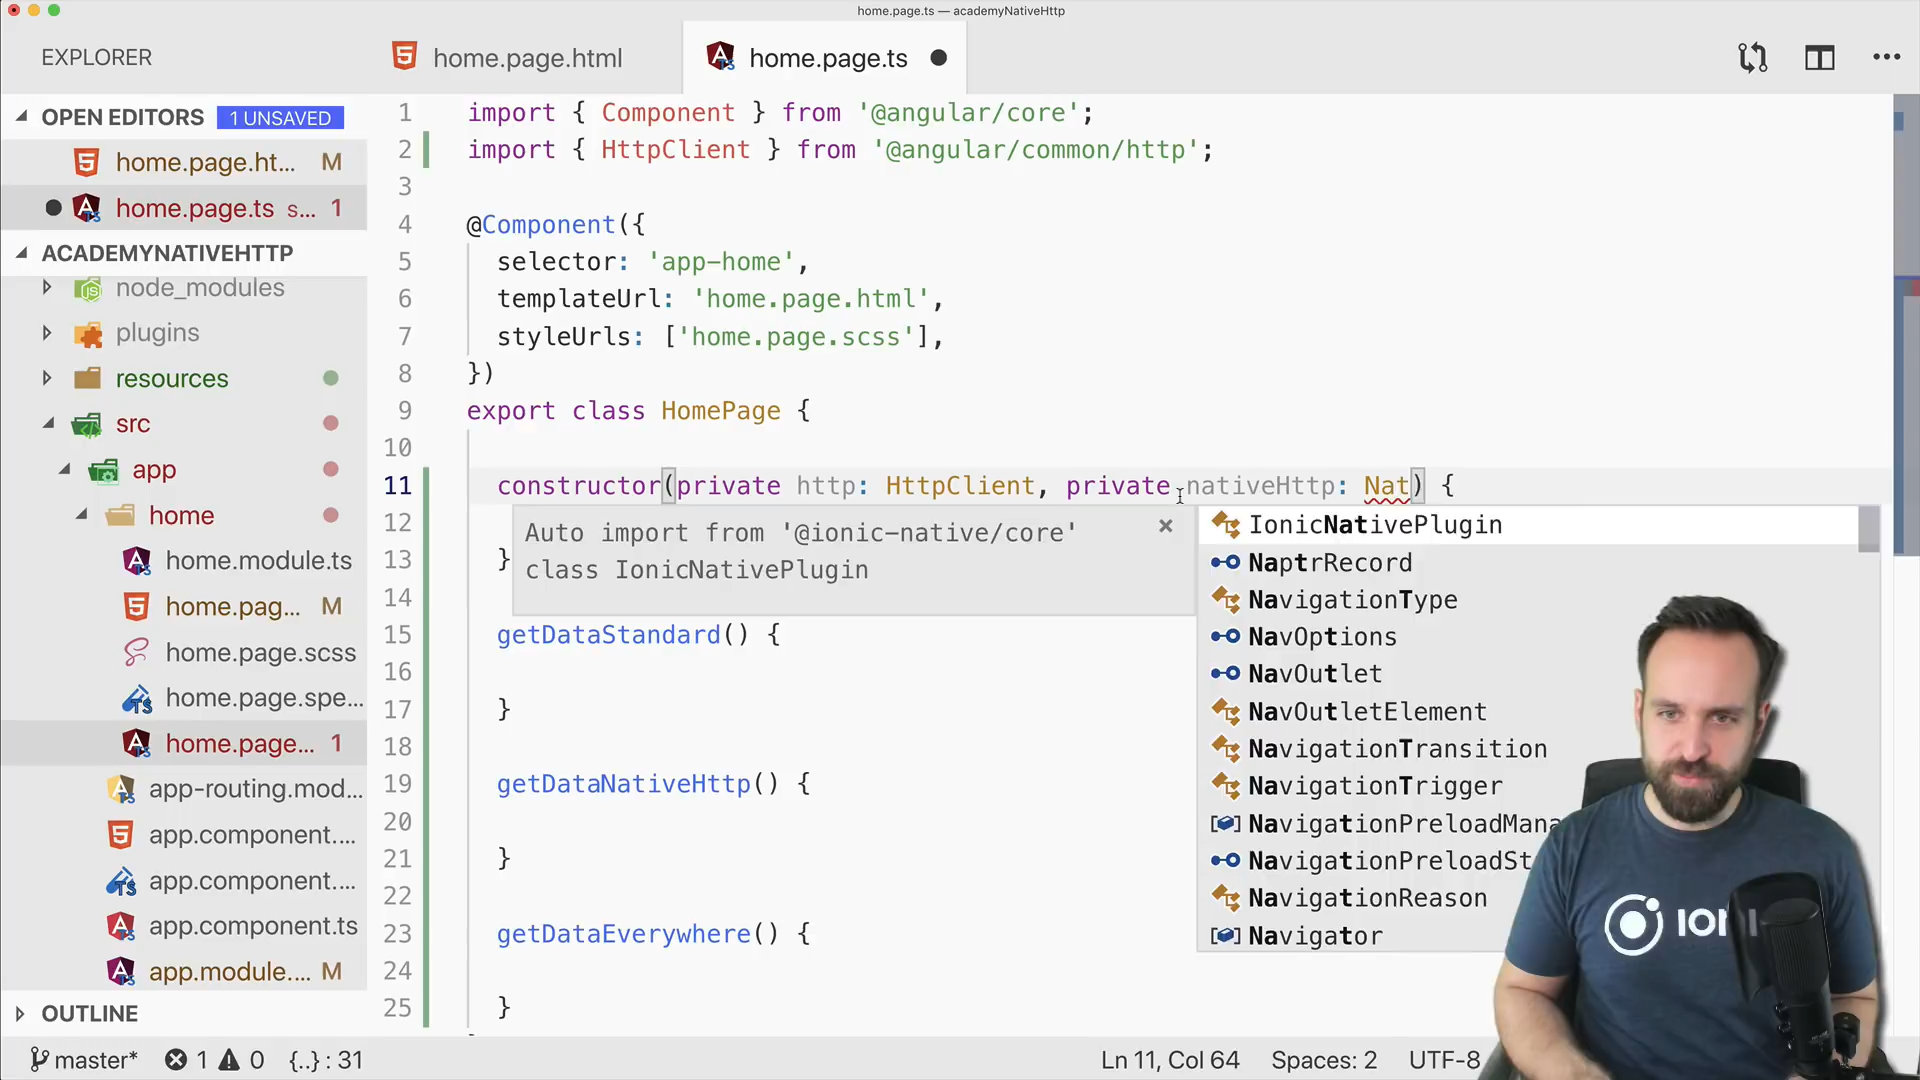 home.page.ts — academyNativeHttp
EXPLORER
home.page.html
home.page.ts
OPEN EDITORS
1 UNSAVED
home.page.ht... M
home.page.ts s... 1
ACADEMYNATIVEHTTP
node_modules
plugins
resources
src
app
home
home.module.ts
home.pag... M
home.page.scss
home.page.spe...
home.page... 1
app-routing.mod...
app.component....
app.component....
app.component.ts
app.module.... M
OUTLINE
1 import { Component } from '@angular/core';
2 import { HttpClient } from '@angular/common/http';
3
4 @Component({
5 selector: 'app-home',
6 templateUrl: 'home.page.html',
7 styleUrls: ['home.page.scss'],
8 })
9 export class HomePage {
10
11 constructor(private http: HttpClient, private nativeHttp: Nat) {
12
13 }
14
15 getDataStandard() {
16
17 }
18
19 getDataNativeHttp() {
20
21 }
22
23 getDataEverywhere() {
24
25 }
Auto import from '@ionic-native/core'
class IonicNativePlugin
IonicNativePlugin
NaptrRecord
NavigationType
NavOptions
NavOutlet
NavOutletElement
NavigationTransition
NavigationTrigger
NavigationPreloadMana
NavigationPreloadSt
NavigationReason
Navigator
master* 1 0 {..} : 31
Ln 11, Col 64 Spaces: 2 UTF-8